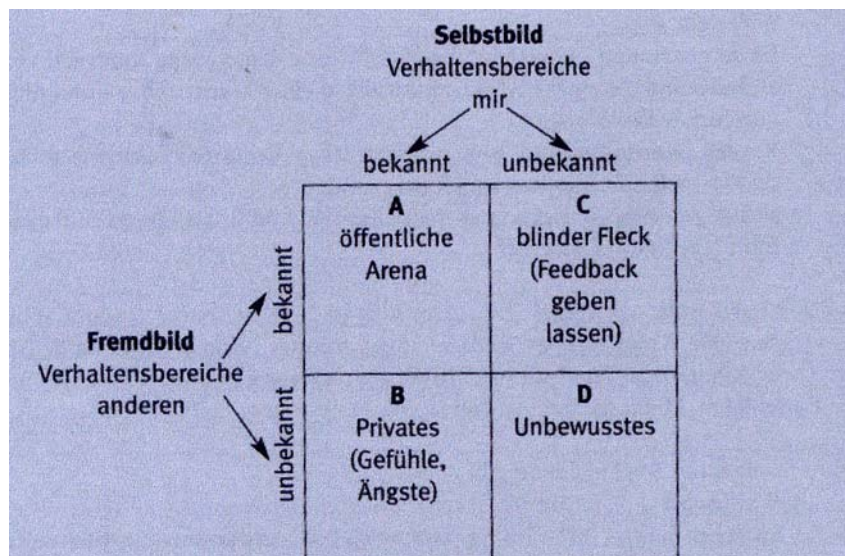 Selbstbild
Verhaltensbereiche
mir
bekannt unbekannt
A
öffentliche
Arena
C
blinder Fleck
(Feedback
geben
lassen)
bekannt
Fremdbild
Verhaltensbereiche
anderen
unbekannt
B
Privates
(Gefühle,
Ängste)
D
Unbewusstes